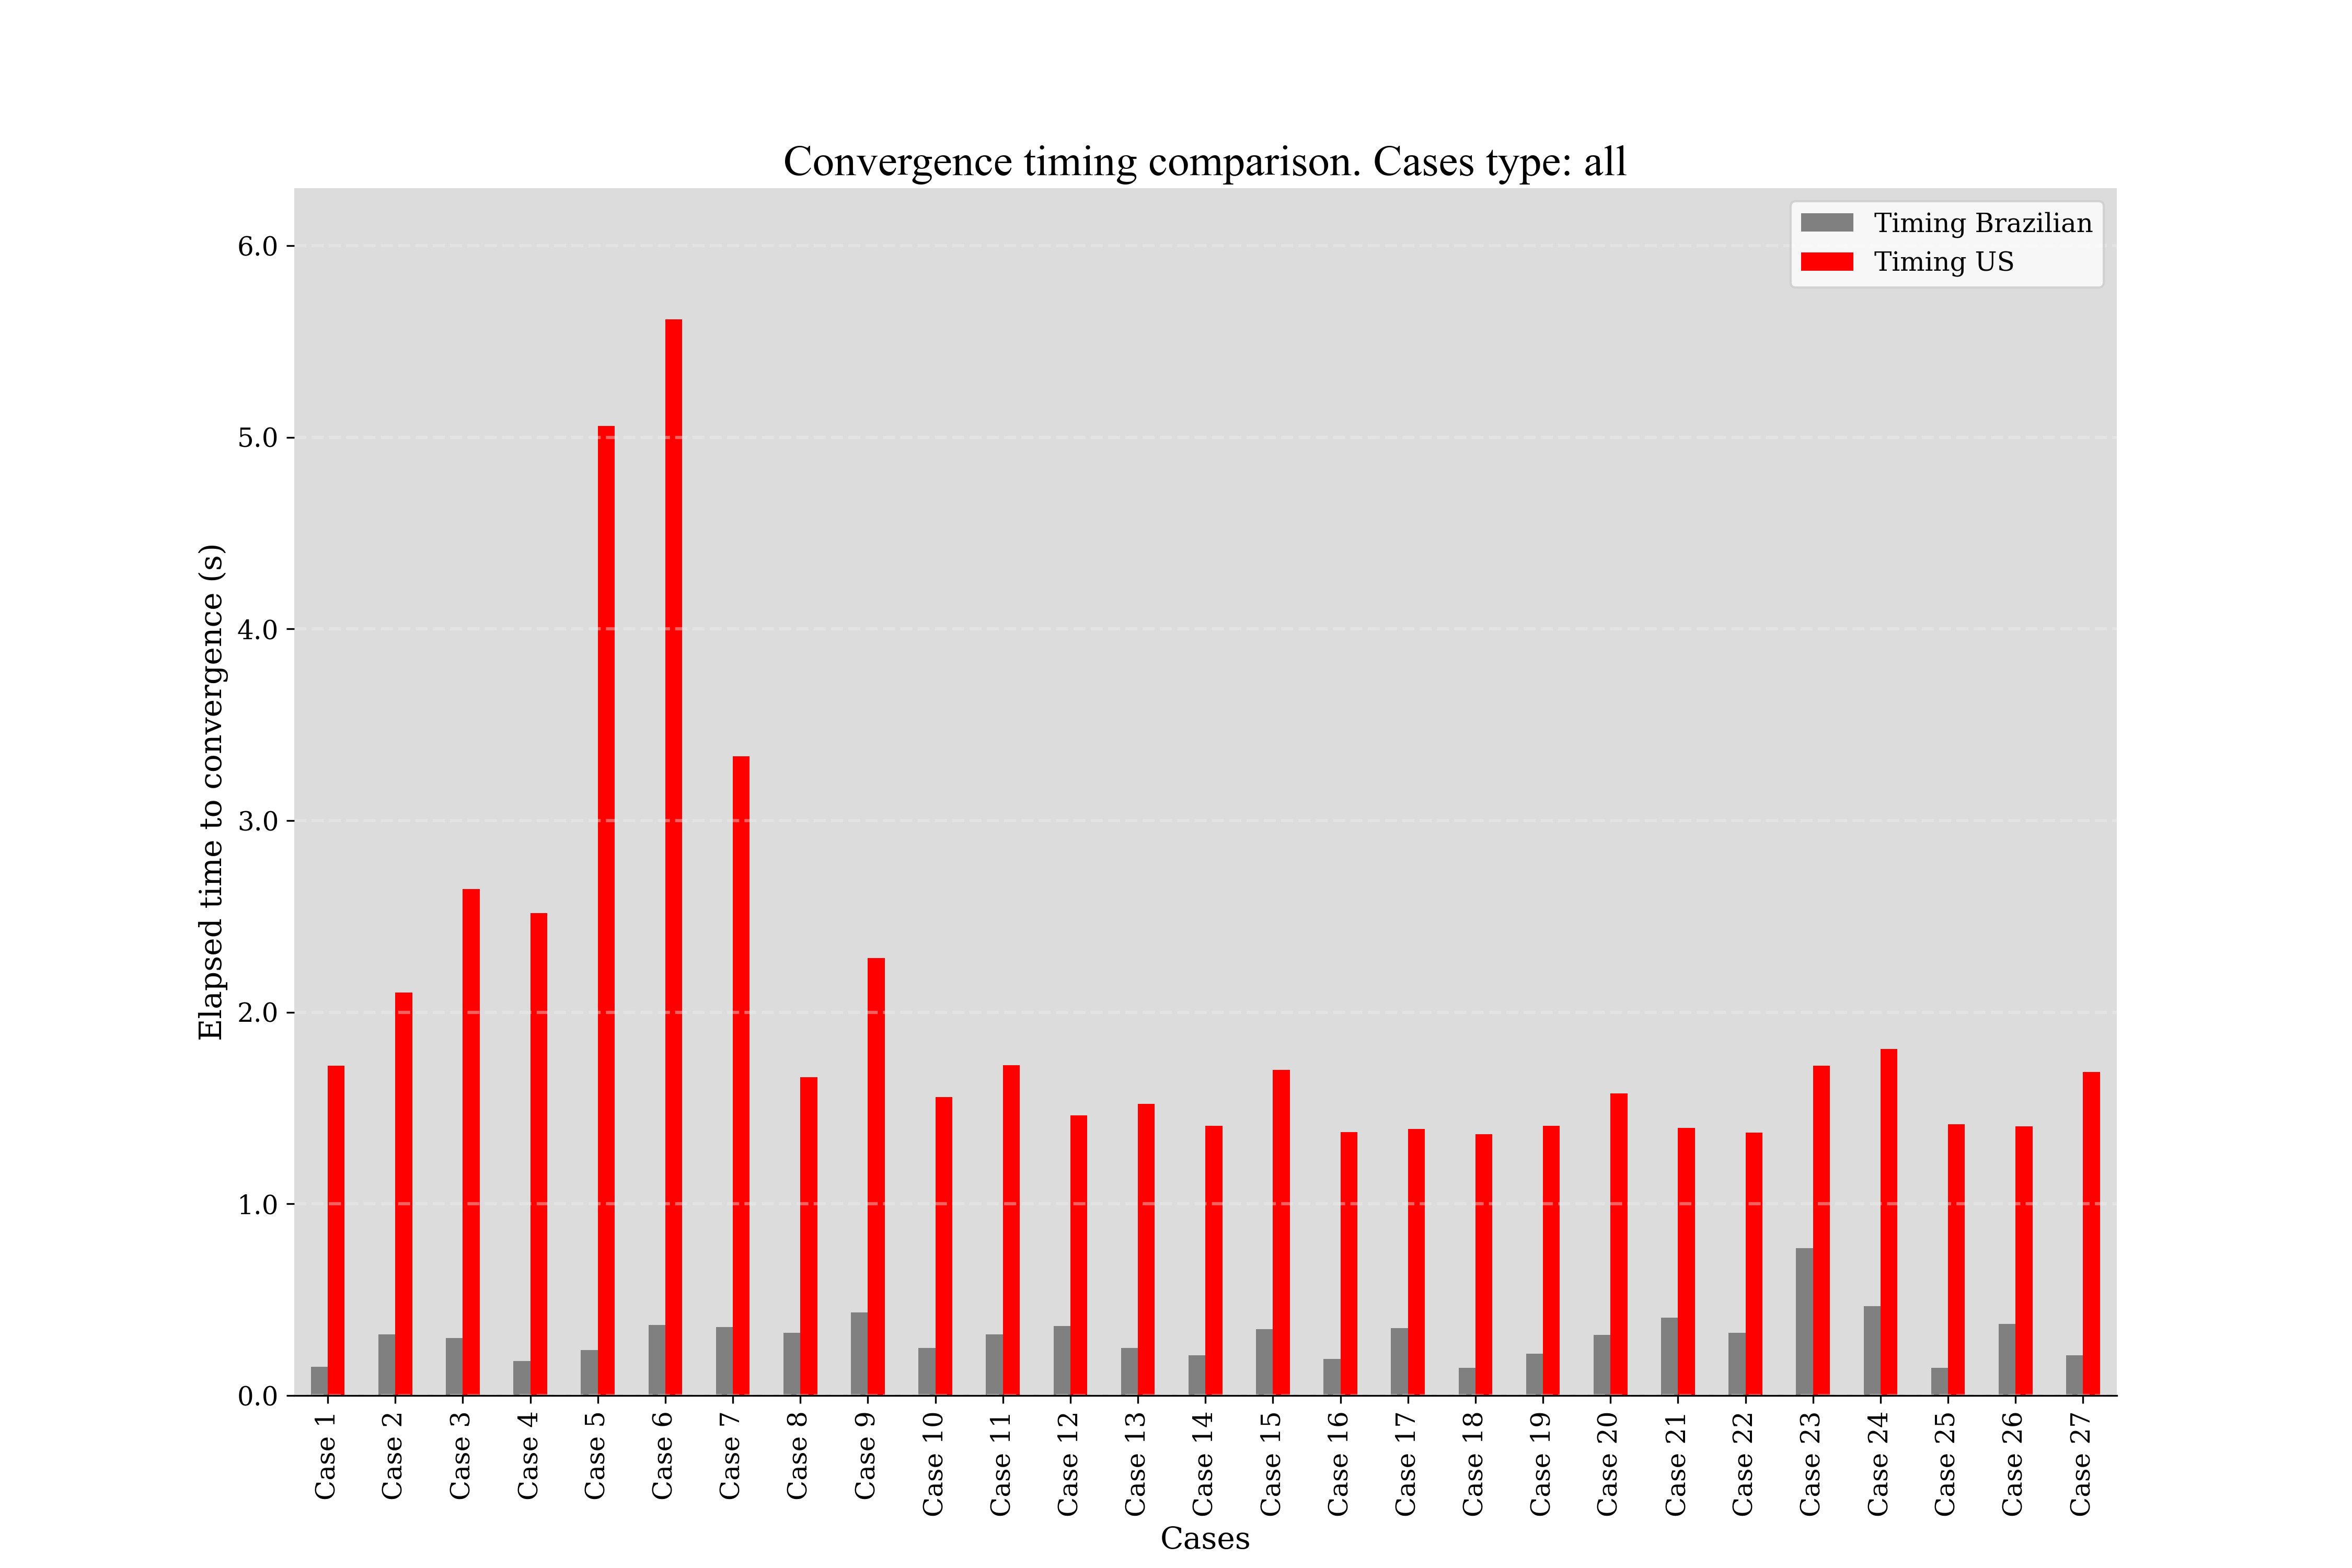 Convergence timing comparison. Cases type: all
Timing Brazilian
Timing US
Elapsed time to convergence (s)
6.0
5.0
4.0
3.0
2.0
1.0
0.0
Case 1
Case 2
Case 3
Case 4
Case 5
Case 6
Case 7
Case 8
Case 9
Case 10
Case 11
Case 12
Case 13
Case 14
Case 15
Case 16
Case 17
Case 18
Case 19
Case 20
Case 21
Case 22
Case 23
Case 24
Case 25
Case 26
Case 27
Cases